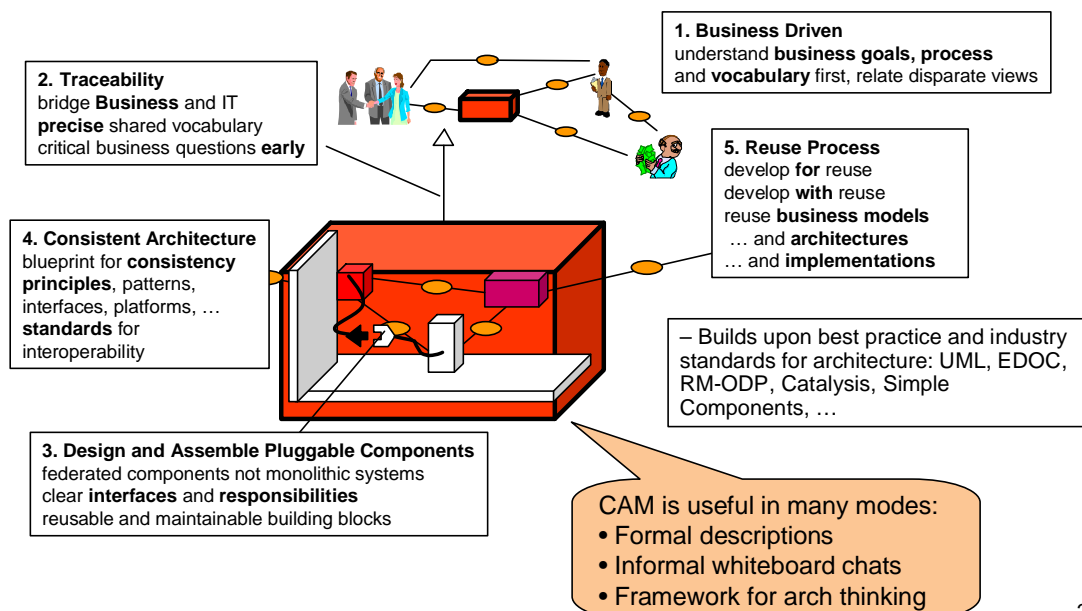 1. Business Driven
understand business goals, process
and vocabulary first, relate disparate views
2. Traceability
bridge Business and IT
precise shared vocabulary
critical business questions early
5. Reuse Process
develop for reuse
develop with reuse
reuse business models
… and architectures
… and implementations
4. Consistent Architecture
blueprint for consistency
principles, patterns,
interfaces, platforms, …
standards for
interoperability
– Builds upon best practice and industry
standards for architecture: UML, EDOC,
RM-ODP, Catalysis, Simple
Components, …
3. Design and Assemble Pluggable Components
federated components not monolithic systems
clear interfaces and responsibilities
reusable and maintainable building blocks
CAM is useful in many modes:
• Formal descriptions
• Informal whiteboard chats
• Framework for arch thinking